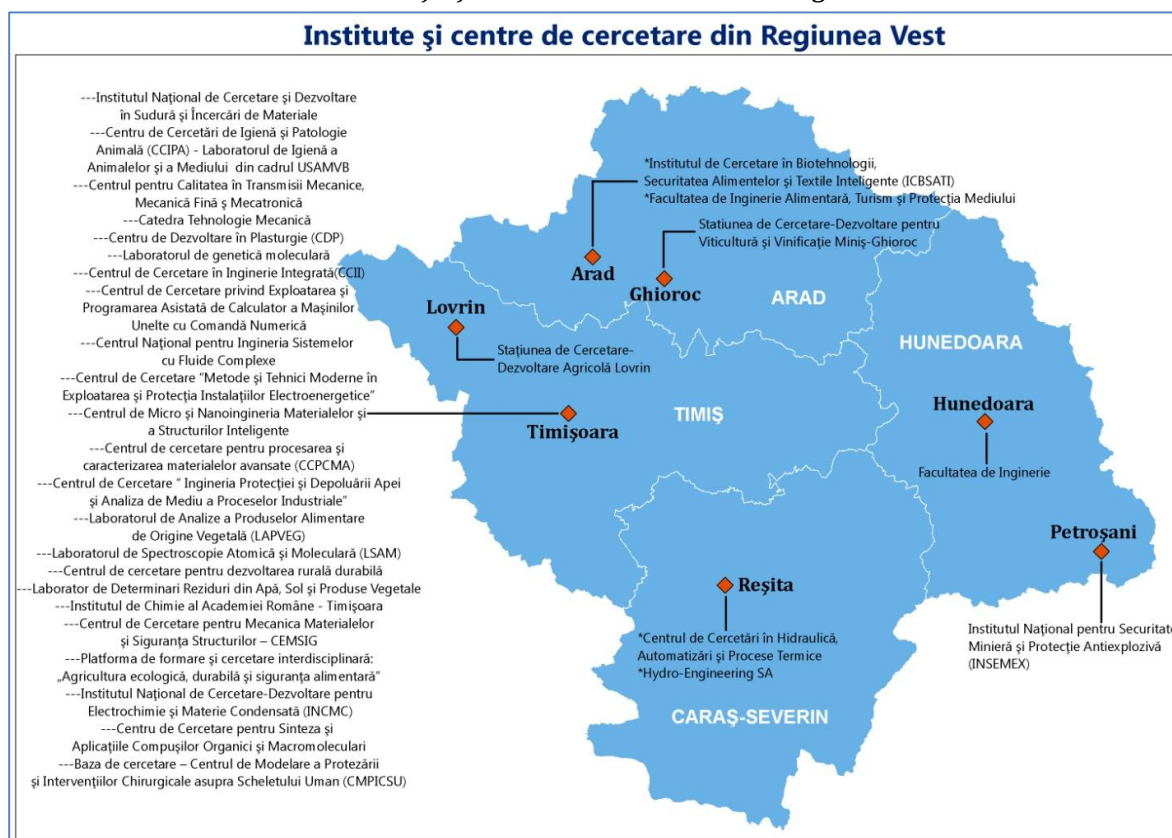 Institute şi centre de cercetare din Regiunea Vest
---Institutul Naţional de Cercetare şi Dezvoltare
în Sudură şi Încercări de Materiale
---Centru de Cercetări de Igienă şi Patologie
Animală (CCIPA) - Laboratorul de Igienă a
Animalelor şi a Mediului din cadrul USAMVB
---Centrul pentru Calitatea în Transmisii Mecanice,
Mecanică Fină ş Mecatronică
---Catedra Tehnologie Mecanică
---Centru de Dezvoltare în Plasturgie (CDP)
---Laboratorul de genetică moleculară
---Centrul de Cercetare în Inginerie Integrată(CCII)
---Centrul de Cercetare privind Exploatarea şi
Programarea Asistată de Calculator a Maşinilor
Unelte cu Comandă Numerică
---Centrul Naţional pentru Ingineria Sistemelor
cu Fluide Complexe
---Centrul de Cercetare "Metode şi Tehnici Moderne în
Exploatarea şi Protecţia Instalaţiilor Electroenergetice"
---Centrul de Micro şi Nanoingineria Materialelor şi
a Structurilor Inteligente
---Centrul de cercetare pentru procesarea şi
caracterizarea materialelor avansate (CCPCMA)
---Centrul de Cercetare " Ingineria Protecţiei şi Depoluării Apei
şi Analiza de Mediu a Proceselor Industriale"
---Laboratorul de Analize a Produselor Alimentare
de Origine Vegetală (LAPVEG)
---Laboratorul de Spectroscopie Atomică şi Moleculară (LSAM)
---Centrul de cercetare pentru dezvoltarea rurală durabilă
---Laborator de Determinari Reziduri din Apă, Sol şi Produse Vegetale
---Institutul de Chimie al Academiei Române - Timişoara
---Centrul de Cercetare pentru Mecanica Materialelor
şi Siguranţa Structurilor – CEMSIG
---Platforma de formare şi cercetare interdisciplinară:
„Agricultura ecologică, durabilă şi siguranţa alimentară"
---Institutul Naţional de Cercetare-Dezvoltare pentru
Electrochimie şi Materie Condensată (INCMC)
---Centru de Cercetare pentru Sinteza şi
Aplicaţiile Compuşilor Organici şi Macromoleculari
---Baza de cercetare – Centrul de Modelare a Protezării
şi Intervenţiilor Chirurgicale asupra Scheletului Uman (CMPICSU)
*Institutul de Cercetare în Biotehnologii,
Securitatea Alimentelor şi Textile Inteligente (ICBSATI)
*Facultatea de Inginerie Alimentară, Turism şi Protecţia Mediului
Statiunea de Cercetare-Dezvoltare pentru
Viticultură şi Vinificaţie Miniş-Ghioroc
Arad
Ghioroc
ARAD
Lovrin
Staţiunea de Cercetare-
Dezvoltare Agricolă Lovrin
HUNEDOARA
TIMIŞ
Timişoara
Hunedoara
Facultatea de Inginerie
Petroşani
Institutul Naţional pentru Securitate
Minieră şi Protecţie Antiexplozivă
(INSEMEX)
Reşita
*Centrul de Cercetări în Hidraulică,
Automatizări şi Procese Termice
*Hydro-Engineering SA
CARAŞ-SEVERIN